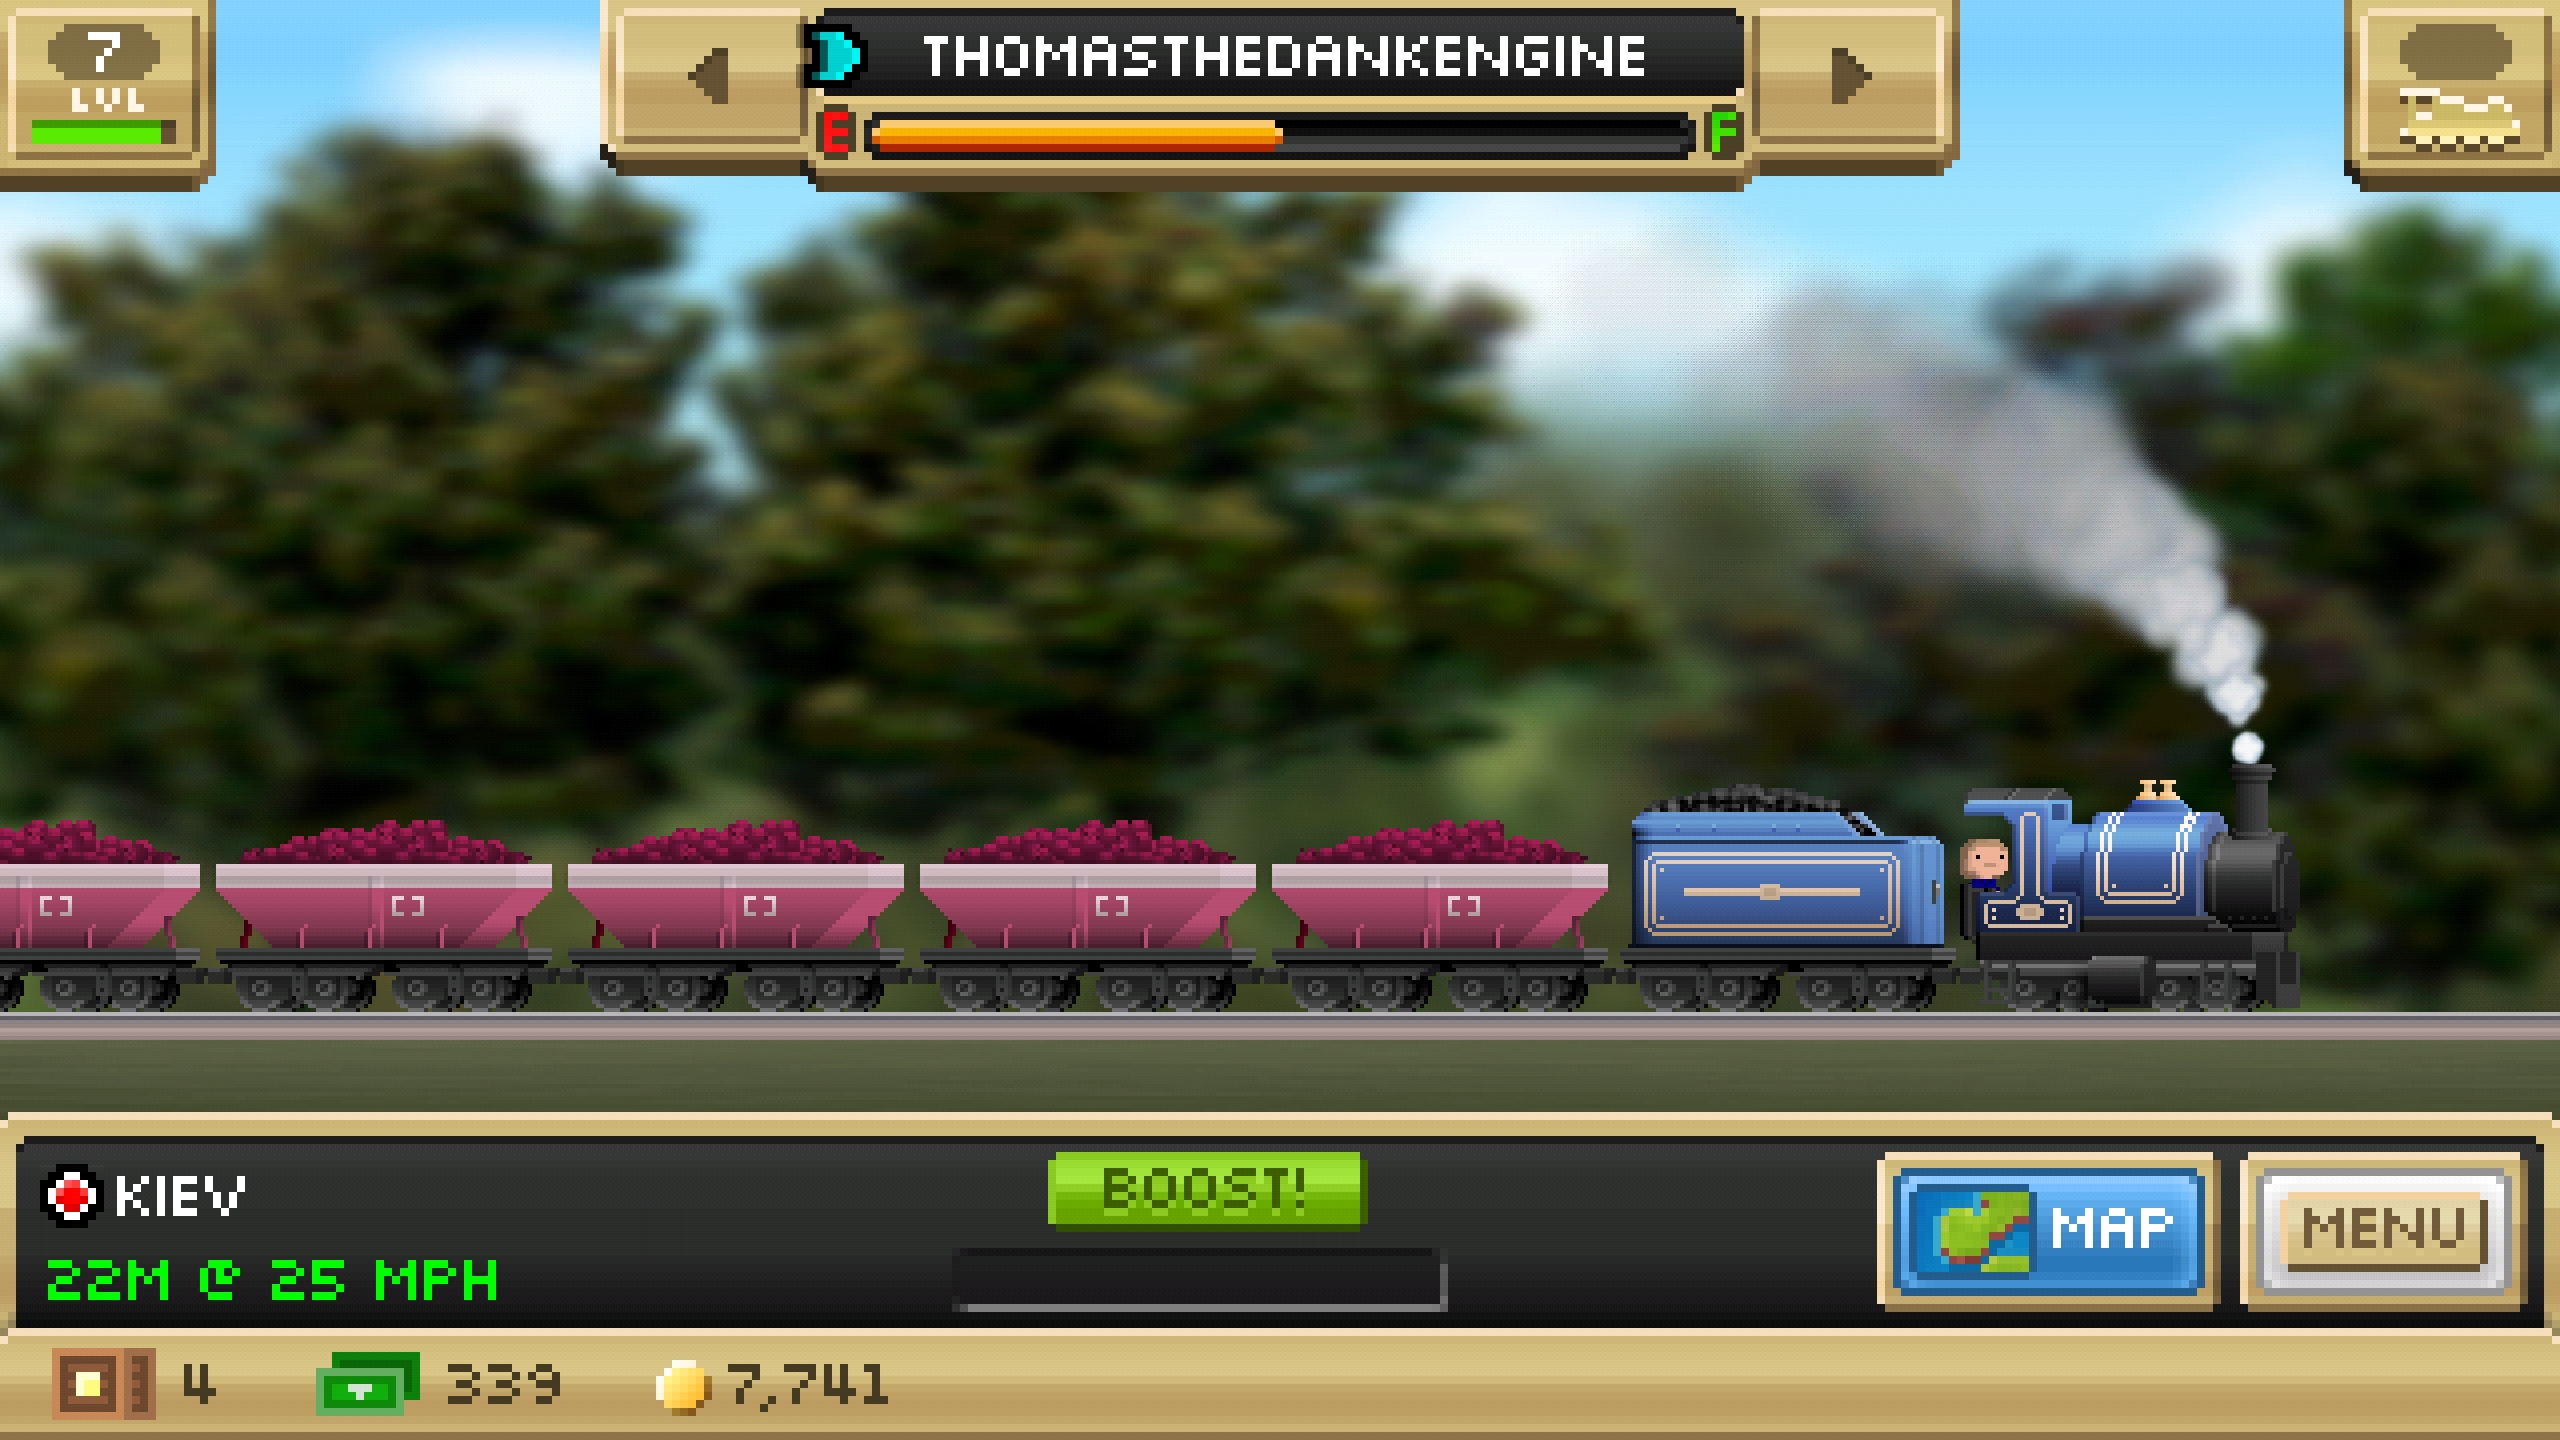 7
LVL
THOMASTHEDANKENGINE
E F
KIEV
BOOST!
22M @ 25 MPH
MAP
MENU
4 339 7,741